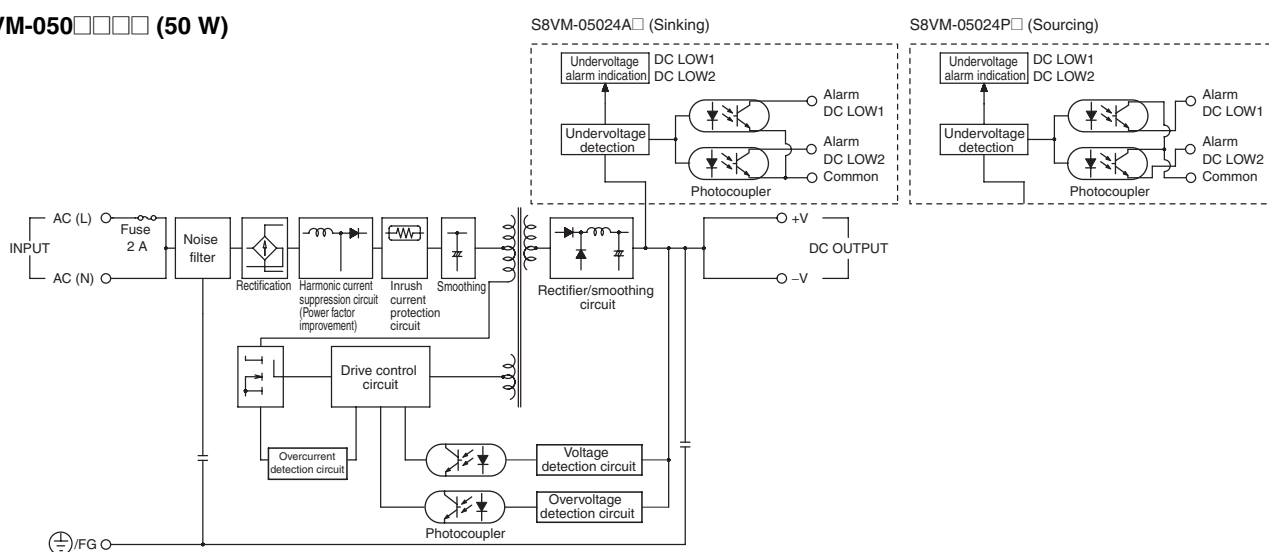 VM-050□□□□ (50 W)
S8VM-05024A□ (Sinking)
Undervoltage
alarm indication
DC LOW1
DC LOW2
Undervoltage
detection
Alarm
DC LOW1
Alarm
DC LOW2
Common
Photocoupler
S8VM-05024P□ (Sourcing)
Undervoltage
alarm indication
DC LOW1
DC LOW2
Undervoltage
detection
Alarm
DC LOW1
Alarm
DC LOW2
Common
Photocoupler
INPUT
AC (L)
AC (N)
Fuse
2 A
Noise
filter
Rectification
Harmonic current
suppression circuit
(Power factor
improvement)
Inrush
current
protection
circuit
Smoothing
Rectifier/smoothing
circuit
+V
–V
DC OUTPUT
Drive control
circuit
Overcurrent
detection circuit
Voltage
detection circuit
Overvoltage
detection circuit
Photocoupler
/FG